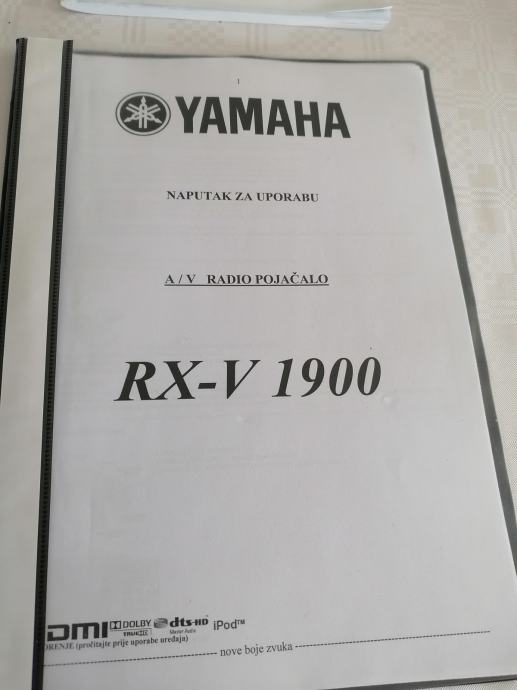 1
YAMAHA
NAPUTAK ZA UPORABU
A / V RADIO POJAČALO
RX-V 1900
DMI DOLBY TRUEHD dts-HD Master Audio iPod™
(pročitajte prije uporabe uređaja)
nove boje zvuka